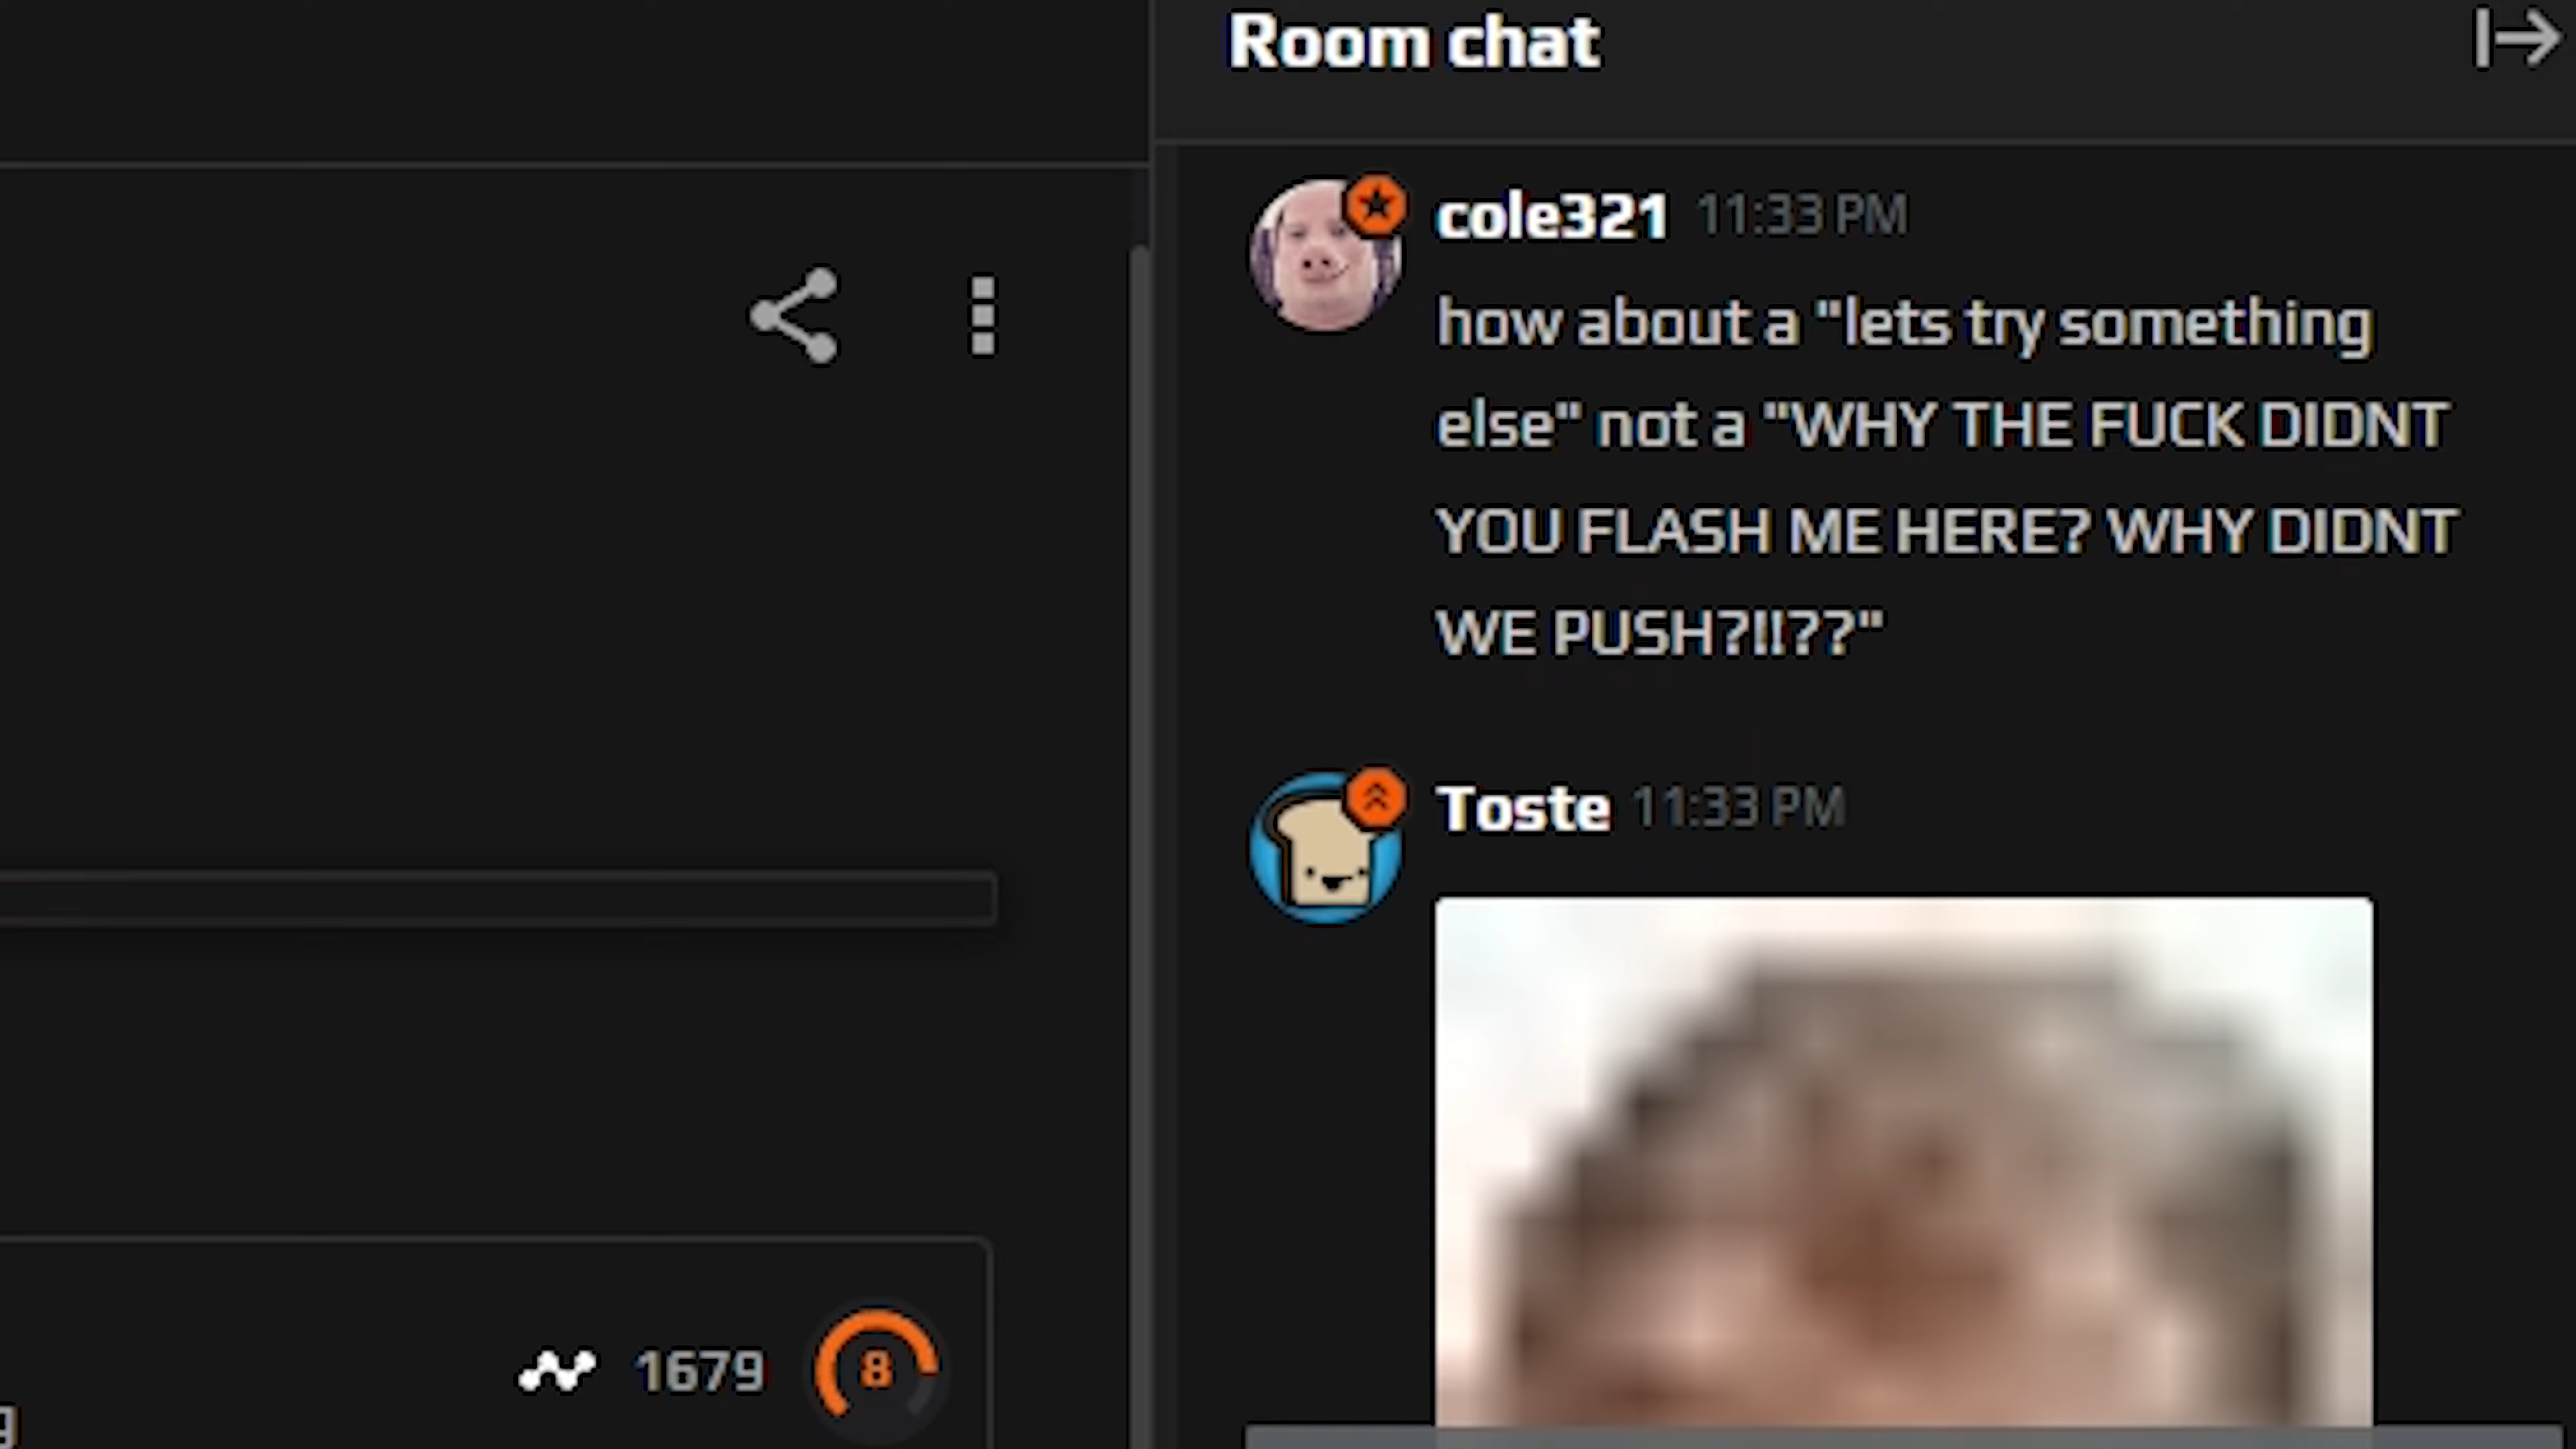 Room chat
cole321 11:33 PM
how about a "lets try something
else" not a "WHY THE FUCK DIDNT
YOU FLASH ME HERE? WHY DIDNT
WE PUSH?!!??"
Toste 11:33 PM
1679 8
g